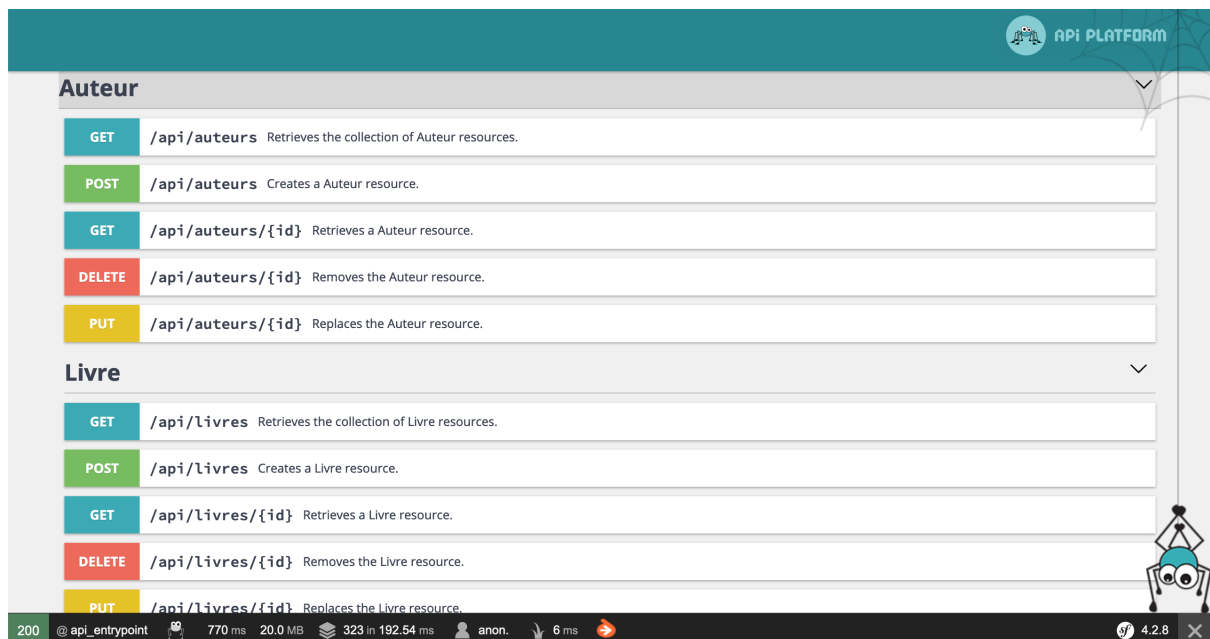 API PLATFORM
Auteur
GET /api/auteurs Retrieves the collection of Auteur resources.
POST /api/auteurs Creates a Auteur resource.
GET /api/auteurs/{id} Retrieves a Auteur resource.
DELETE /api/auteurs/{id} Removes the Auteur resource.
PUT /api/auteurs/{id} Replaces the Auteur resource.
Livre
GET /api/livres Retrieves the collection of Livre resources.
POST /api/livres Creates a Livre resource.
GET /api/livres/{id} Retrieves a Livre resource.
DELETE /api/livres/{id} Removes the Livre resource.
PUT /api/livres/{id} Replaces the Livre resource.
200 @ api_entrypoint 770 ms 20.0 MB 323 in 192.54 ms anon. 6 ms sf 4.2.8